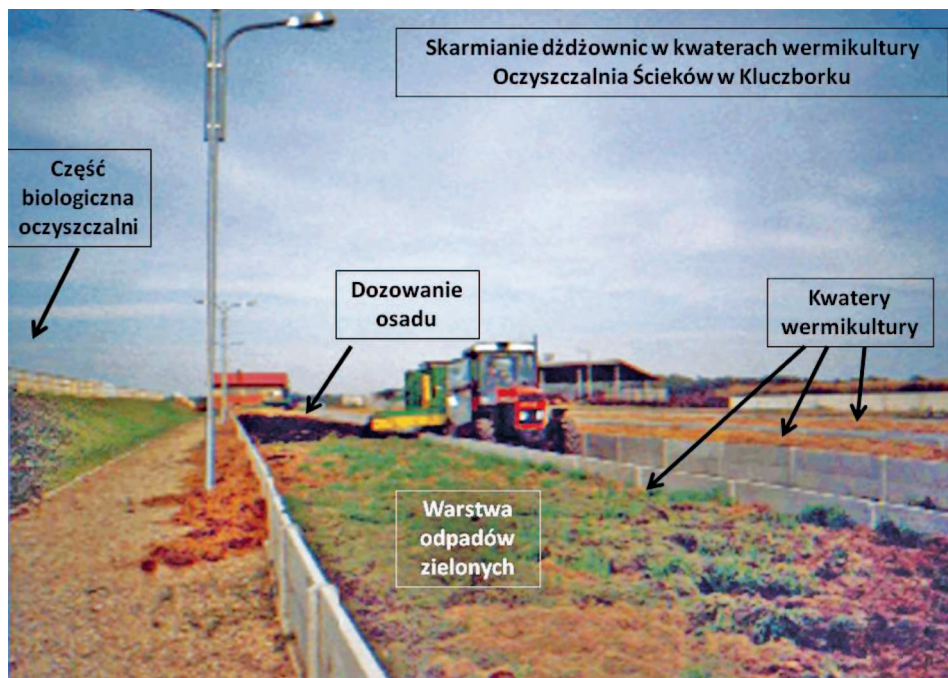 Skarmianie dżdżownic w kwaterach wermikultury
Oczyszczalnia Ścieków w Kluczborku
Część
biologiczna
oczyszczalni
Dozowanie
osadu
Kwatery
wermikultury
Warstwa
odpadów
zielonych